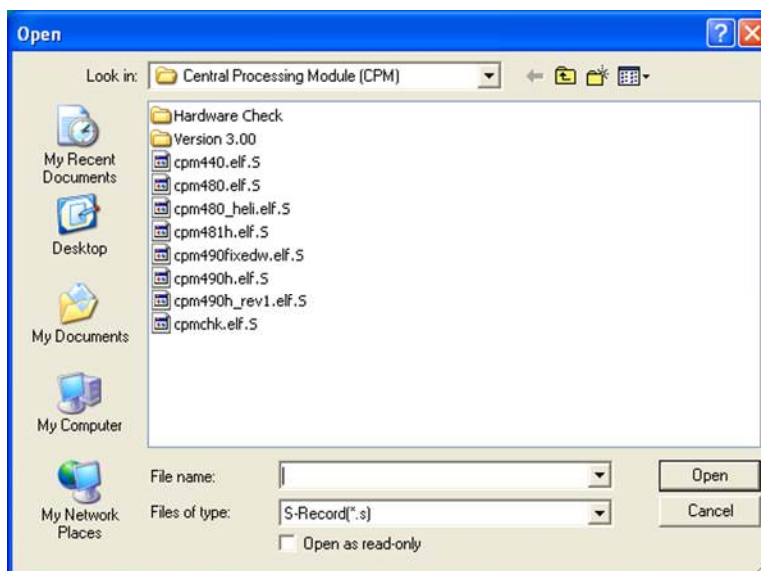 Open
Look in:
Central Processing Module (CPM)
My Recent
Documents
Desktop
My Documents
My Computer
My Network
Places
Hardware Check
Version 3.00
cpm440.elf.S
cpm480.elf.S
cpm480_heli.elf.S
cpm481h.elf.S
cpm490fixedw.elf.S
cpm490h.elf.S
cpm490h_rev1.elf.S
cpmchk.elf.S
File name:
Open
Files of type:
S-Record(*.s)
Cancel
Open as read-only